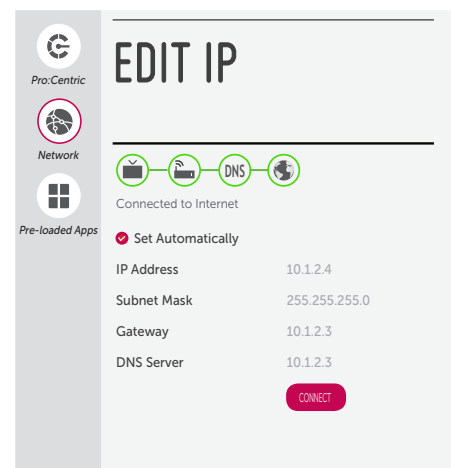 Pro:Centric
Network
Pre-loaded Apps
EDIT IP
DNS
Connected to Internet
Set Automatically
IP Address 10.1.2.4
Subnet Mask 255.255.255.0
Gateway 10.1.2.3
DNS Server 10.1.2.3
CONNECT